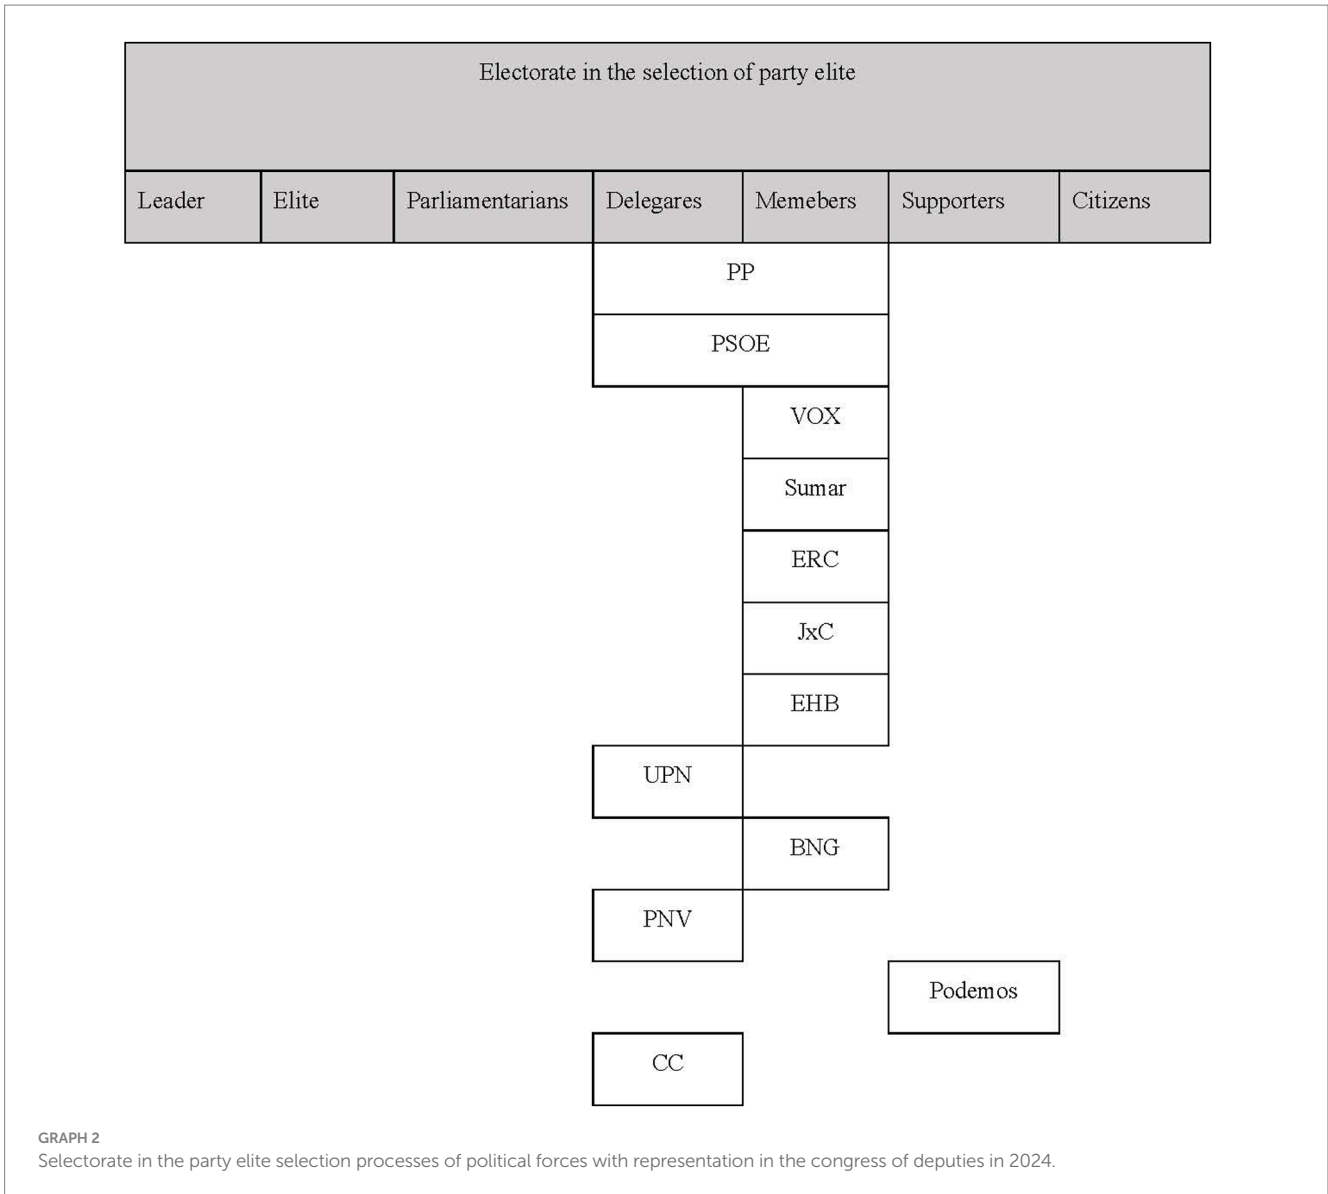 Electorate in the selection of party elite
Leader Elite Parliamentarians Delegares Memebers Supporters Citizens
PP
PSOE
VOX
Sumar
ERC
JxC
EHB
UPN
BNG
PNV
Podemos
CC
GRAPH 2
Selectorate in the party elite selection processes of political forces with representation in the congress of deputies in 2024.